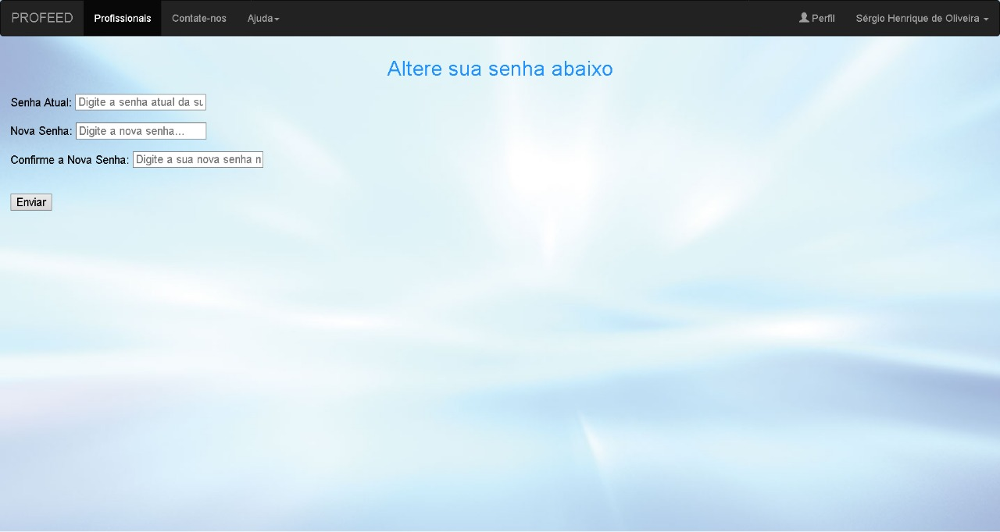 PROFEED Profissionais Contate-nos Ajuda Perfil Sérgio Henrique de Oliveira
Altere sua senha abaixo
Senha Atual: Digite a senha atual da
Nova Senha: Digite a nova senha...
Confirme a Nova Senha: Digite a sua nova senha
Enviar